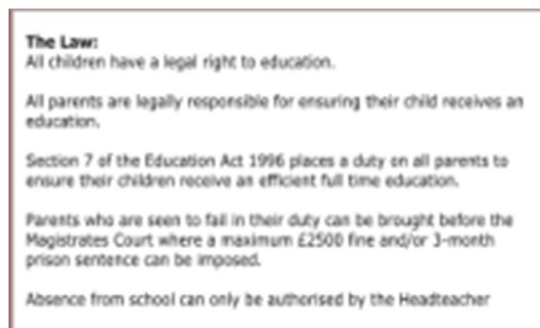 The Law:
All children have a legal right to education.
All parents are legally responsible for ensuring their child receives an
education.
Section 7 of the Education Act 1996 places a duty on all parents to
ensure their children receive an efficient full time education.
Parents who are seen to fail in their duty can be brought before the
Magistrates Court where a maximum £2500 fine and/or 3-month
prison sentence can be imposed.
Absence from school can only be authorised by the Headteacher